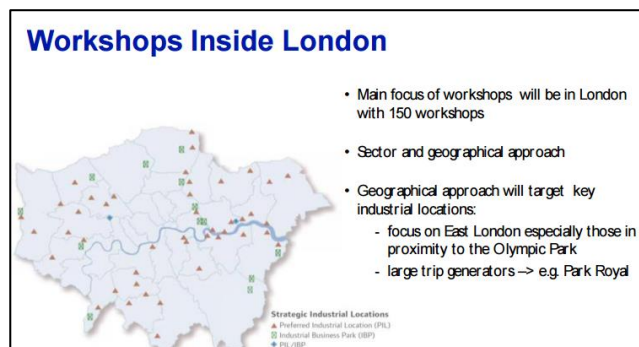 Workshops Inside London
• Main focus of workshops will be in London
with 150 workshops
• Sector and geographical approach
• Geographical approach will target key
industrial locations:
- focus on East London especially those in
proximity to the Olympic Park
- large trip generators –> e.g. Park Royal
Strategic Industrial Locations
Preferred Industrial Location (PIL)
Industrial Business Park (IBP)
PIL/IBP